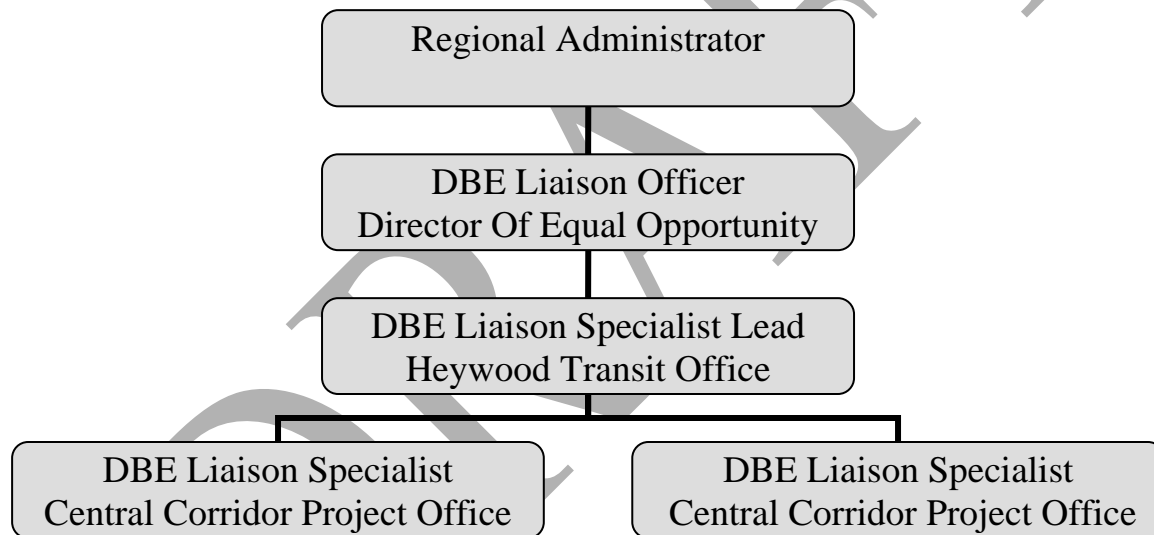 Regional Administrator
DBE Liaison Officer
Director Of Equal Opportunity
DBE Liaison Specialist Lead
Heywood Transit Office
DBE Liaison Specialist
Central Corridor Project Office
DBE Liaison Specialist
Central Corridor Project Office